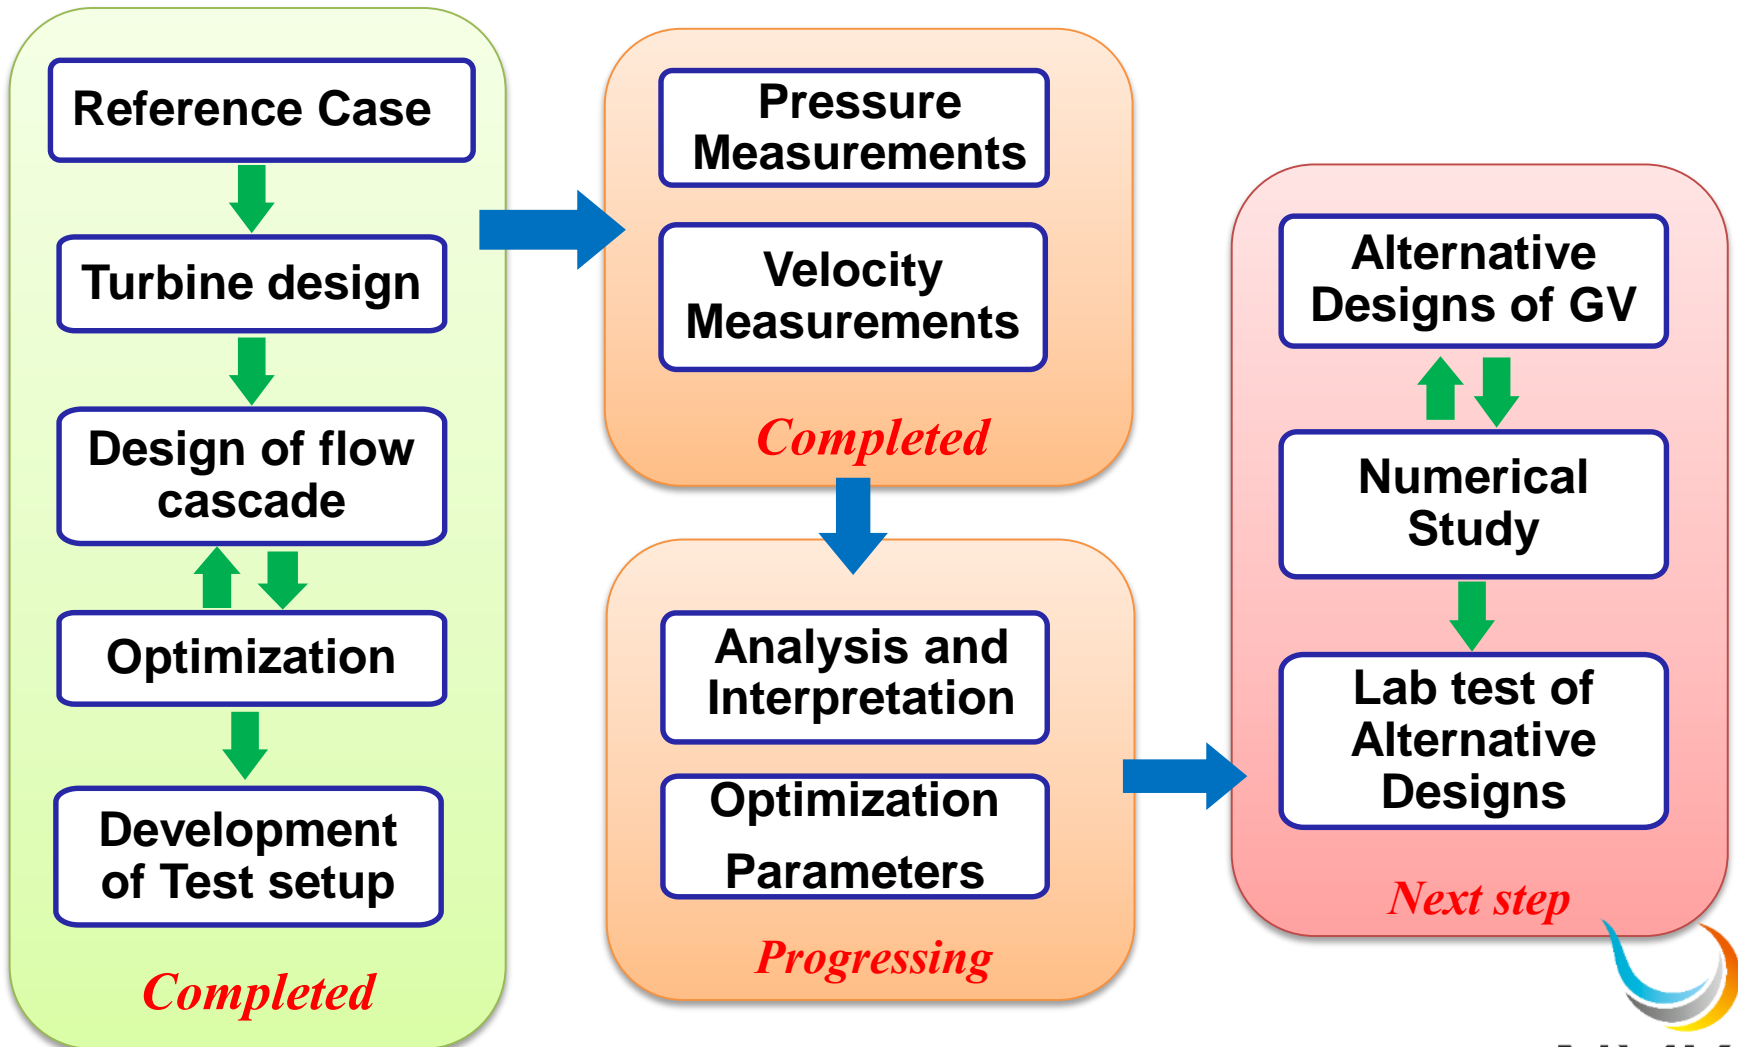 Reference Case
Turbine design
Design of flow
cascade
Optimization
Development
of Test setup
Completed
Pressure
Measurements
Velocity
Measurements
Completed
Analysis and
Interpretation
Optimization
Parameters
Progressing
Alternative
Designs of GV
Numerical
Study
Lab test of
Alternative
Designs
Next step